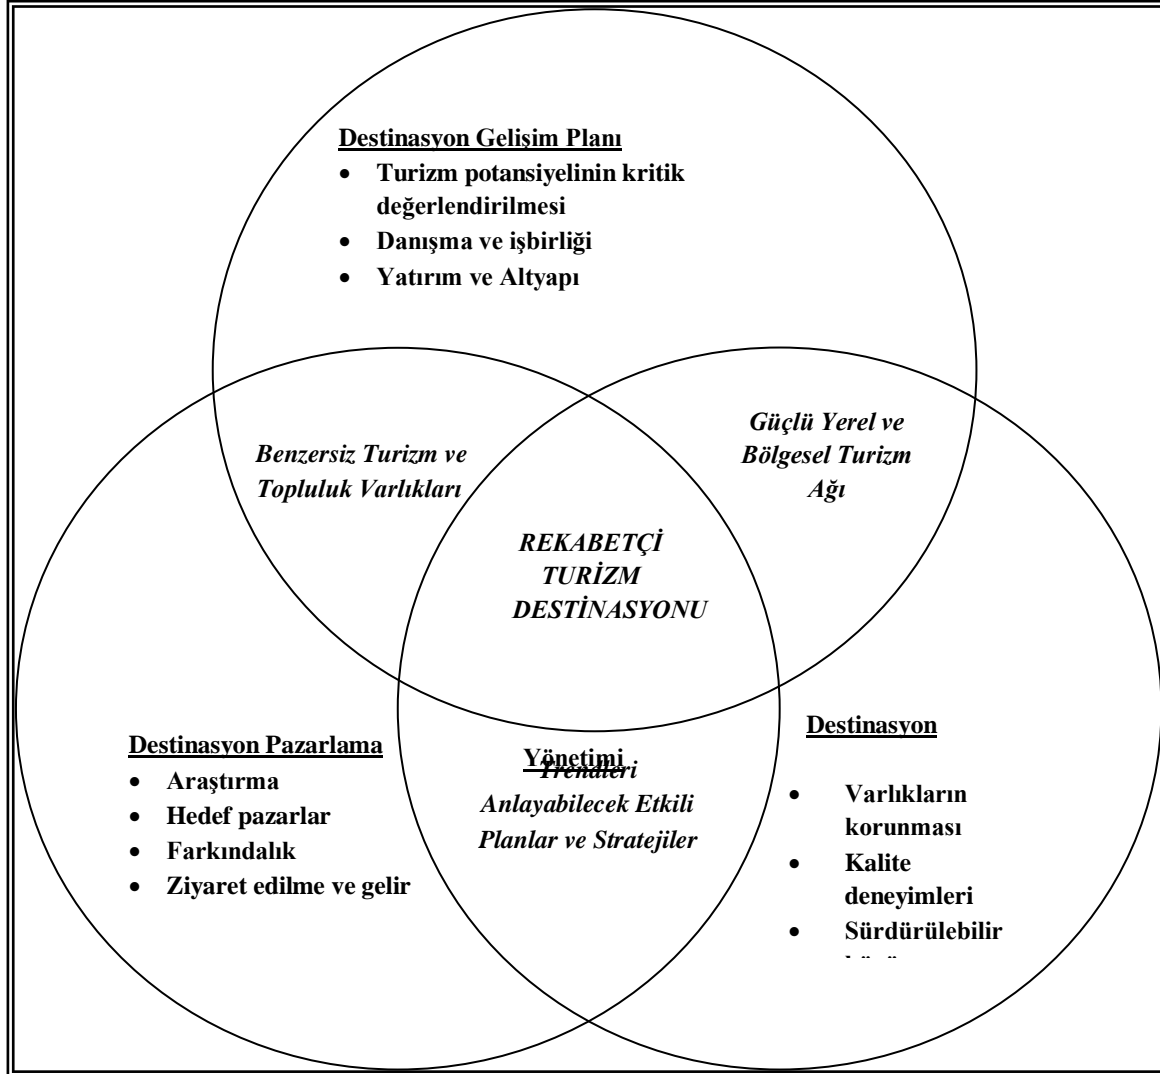 Destinasyon Gelişim Planı
• Turizm potansiyelinin kritik
değerlendirilmesi
• Danışma ve işbirliği
• Yatırım ve Altyapı
Benzersiz Turizm ve
Topluluk Varlıkları
Güçlü Yerel ve
Bölgesel Turizm
Ağı
REKABETÇİ
TURİZM
DESTİNASYONU
Destinasyon Pazarlama
• Araştırma
• Hedef pazarlar
• Farkındalık
• Ziyaret edilme ve gelir
Yönetimi
Trendleri
Anlayabilecek Etkili
Planlar ve Stratejiler
Destinasyon
• Varlıkların
korunması
• Kalite
deneyimleri
• Sürdürülebilir